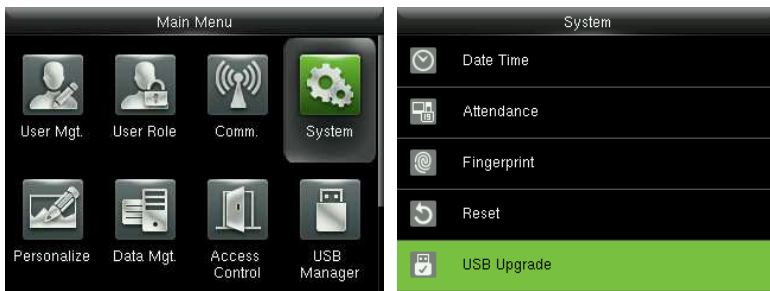 Main Menu
User Mgt.
User Role
Comm.
System
Personalize
Data Mgt.
Access
Control
USB
Manager
System
Date Time
Attendance
19
Fingerprint
Reset
USB Upgrade